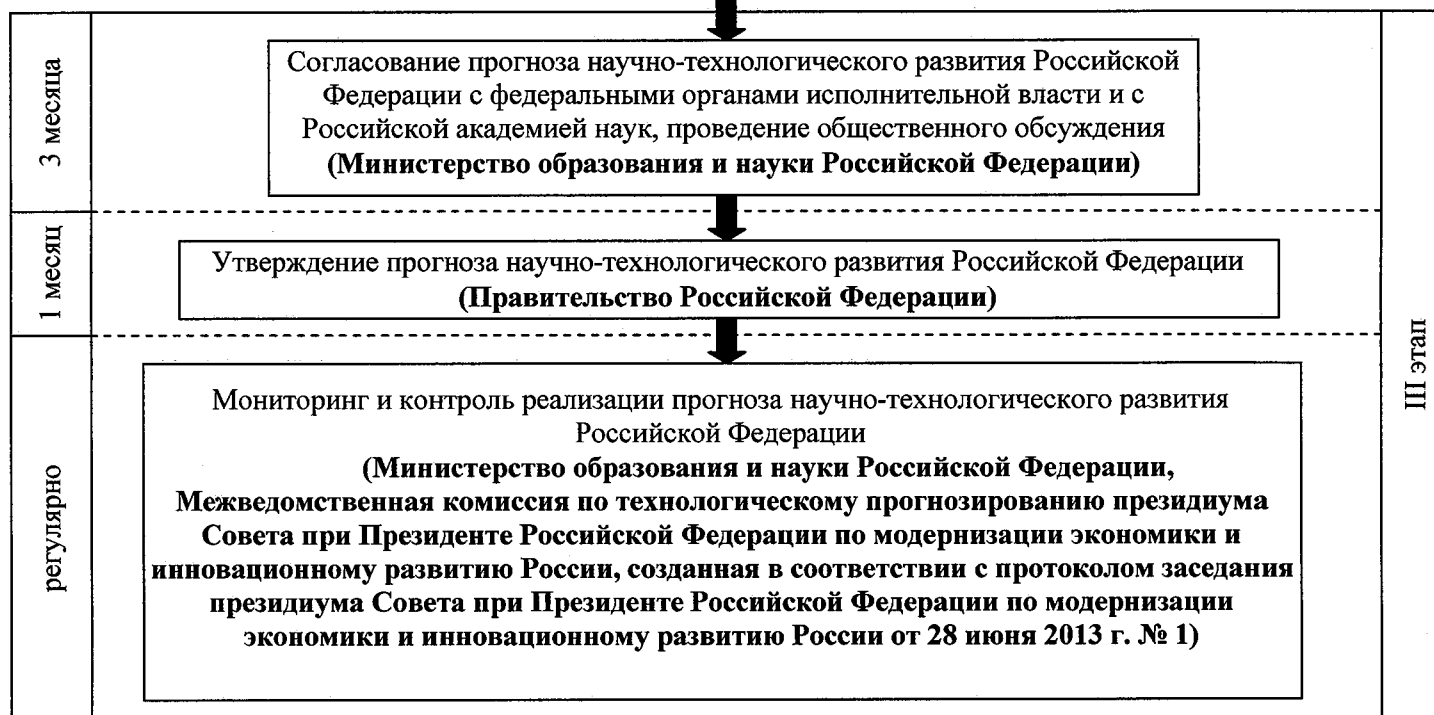 3 месяца
Согласование прогноза научно-технологического развития Российской
Федерации с федеральными органами исполнительной власти и с
Российской академией наук, проведение общественного обсуждения
(Министерство образования и науки Российской Федерации)
1 месяц
Утверждение прогноза научно-технологического развития Российской Федерации
(Правительство Российской Федерации)
регулярно
Мониторинг и контроль реализации прогноза научно-технологического развития
Российской Федерации
(Министерство образования и науки Российской Федерации,
Межведомственная комиссия по технологическому прогнозированию президиума
Совета при Президенте Российской Федерации по модернизации экономики и
инновационному развитию России, созданная в соответствии с протоколом заседания
президиума Совета при Президенте Российской Федерации по модернизации
экономики и инновационному развитию России от 28 июня 2013 г. № 1)
III этап